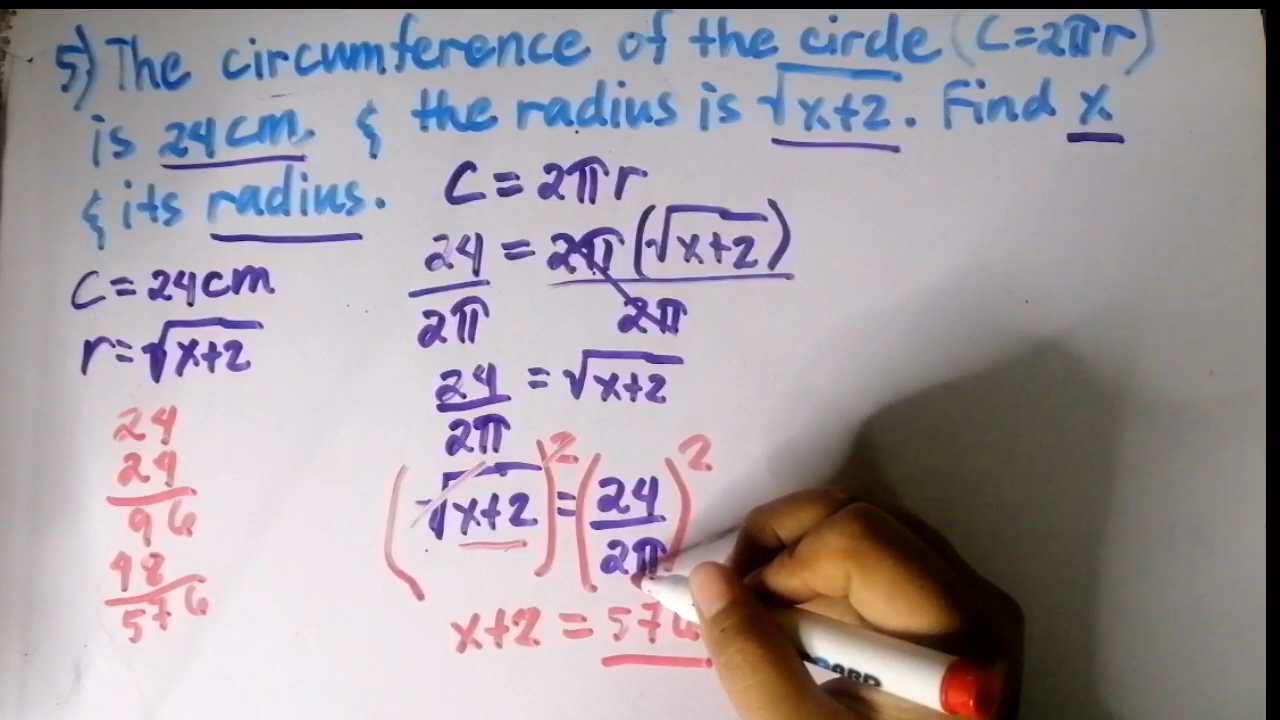 5) The circumference of the circle (C=2πr)
is 24cm. & the radius is √x+2. Find x
& its radius.
C = 2πr
24 = 2π(√x+2)
2π 2π
C = 24cm
r = √x+2
24 = √x+2
2π
24
24
96
48
576
(√x+2)² = (24
2π)²
x+2 = 576